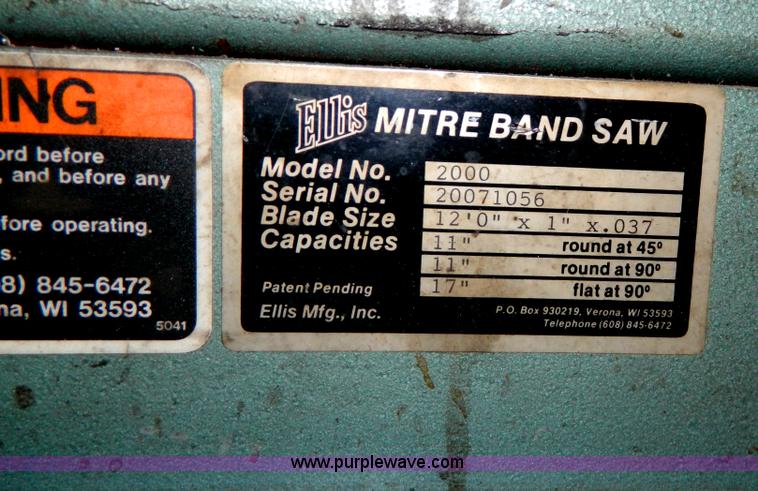 ING
ord before
, and before any
fore operating.
s.
8) 845-6472
na, WI 53593
5041
Ellis MITRE BAND SAW
Model No. 2000
Serial No. 20071056
Blade Size 12'0" x 1" x .037
Capacities 11" round at 45º
11" round at 90º
17" flat at 90º
Patent Pending
Ellis Mfg., Inc.
P.O. Box 930219, Verona, WI 53593
Telephone (608) 845-6472
www.purplewave.com